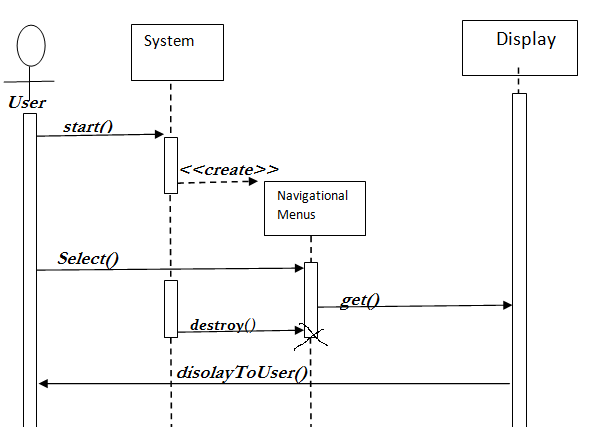 System
Display
User
start()
<<create>>
Navigational
Menus
Select()
get()
destroy()
disolayToUser()